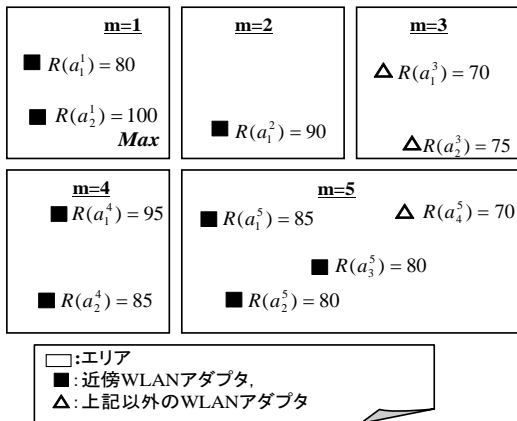 m=1
R(a_1^1) = 80
R(a_2^1) = 100
Max
m=2
R(a_1^2) = 90
m=3
R(a_1^3) = 70
R(a_2^3) = 75
m=4
R(a_1^4) = 95
R(a_2^4) = 85
m=5
R(a_1^5) = 85
R(a_4^5) = 70
R(a_3^5) = 80
R(a_2^5) = 80
:エリア
:近傍WLANアダプタ,
:上記以外のWLANアダプタ